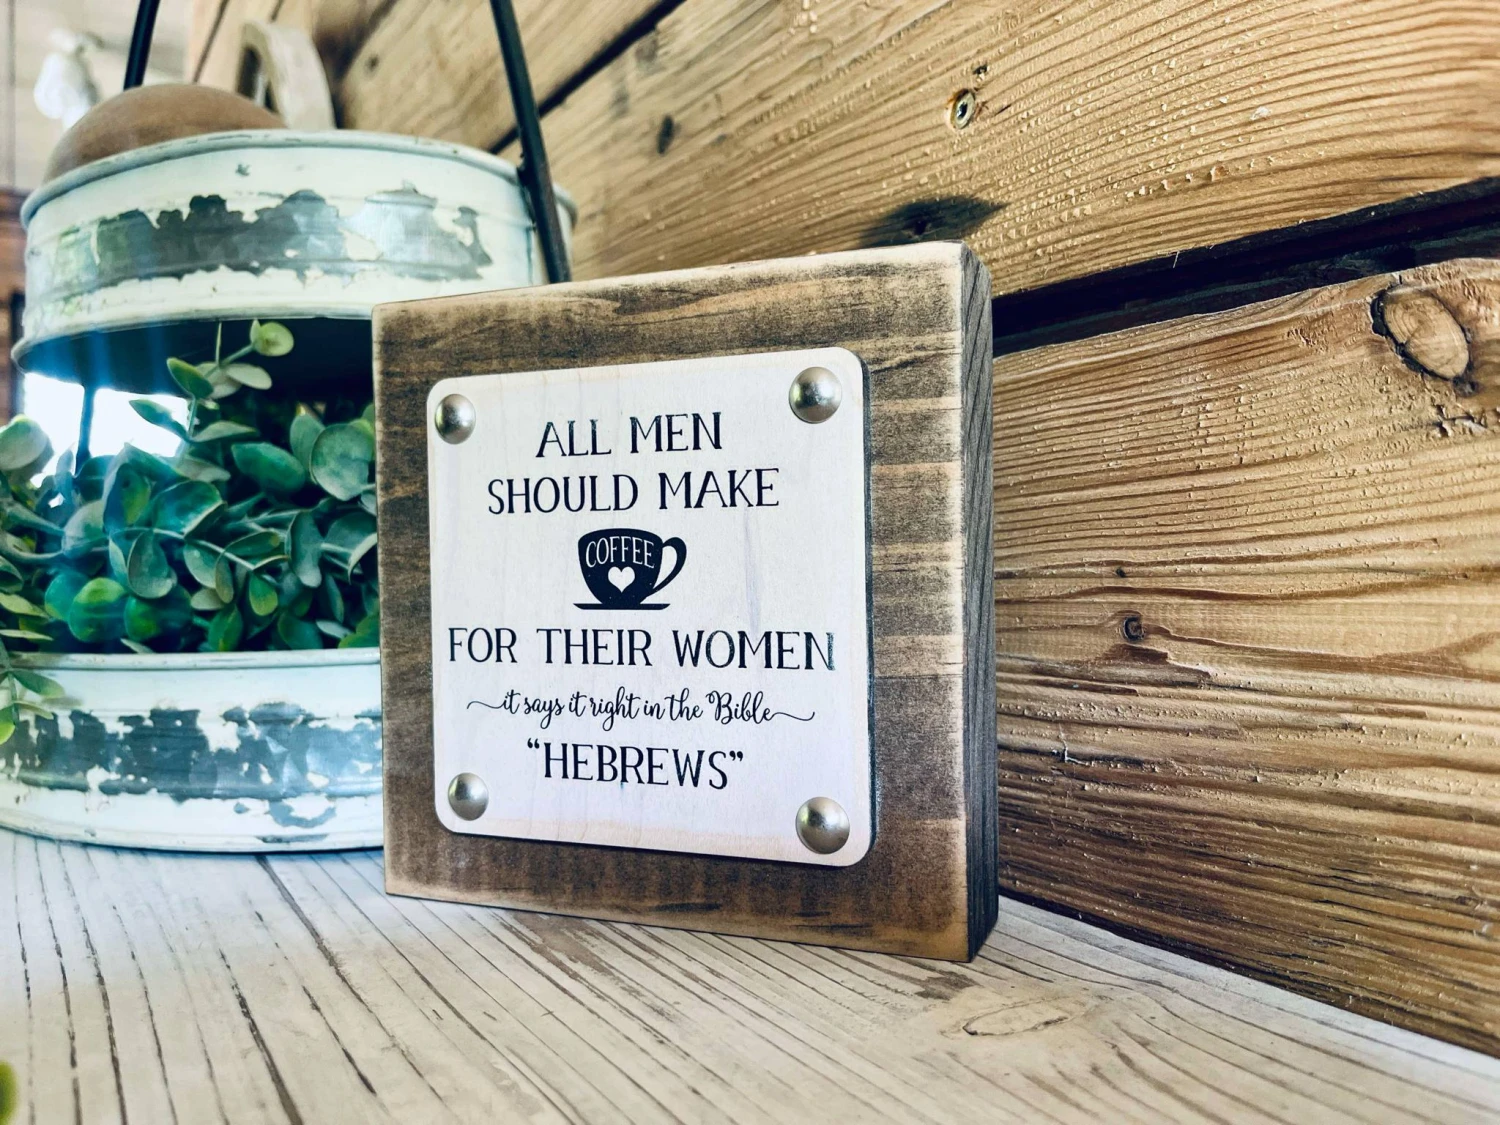 ALL MEN
SHOULD MAKE
COFFEE
FOR THEIR WOMEN
it says it right in the Bible
"HEBREWS"